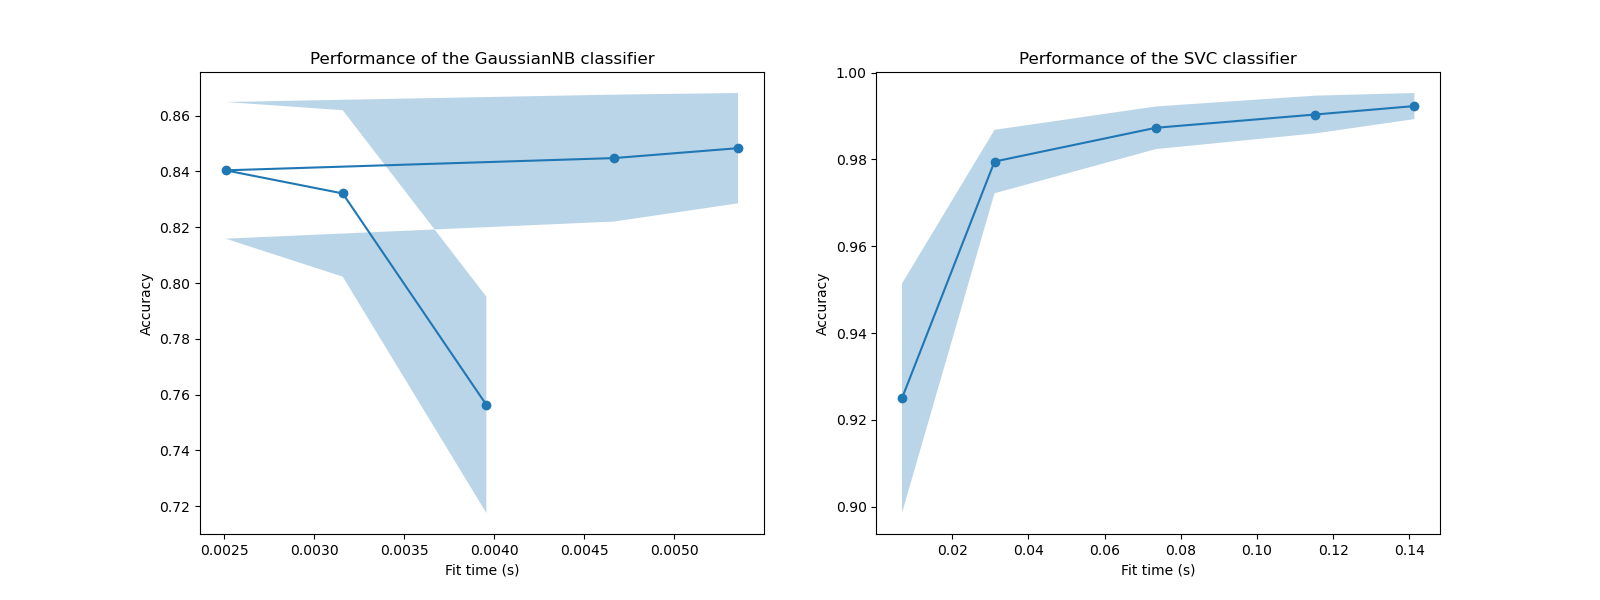 Performance of the GaussianNB classifier
Accuracy
0.86
0.84
0.82
0.80
0.78
0.76
0.74
0.72
0.0025 0.0030 0.0035 0.0040 0.0045 0.0050
Fit time (s)
Performance of the SVC classifier
Accuracy
1.00
0.98
0.96
0.94
0.92
0.90
0.02 0.04 0.06 0.08 0.10 0.12 0.14
Fit time (s)